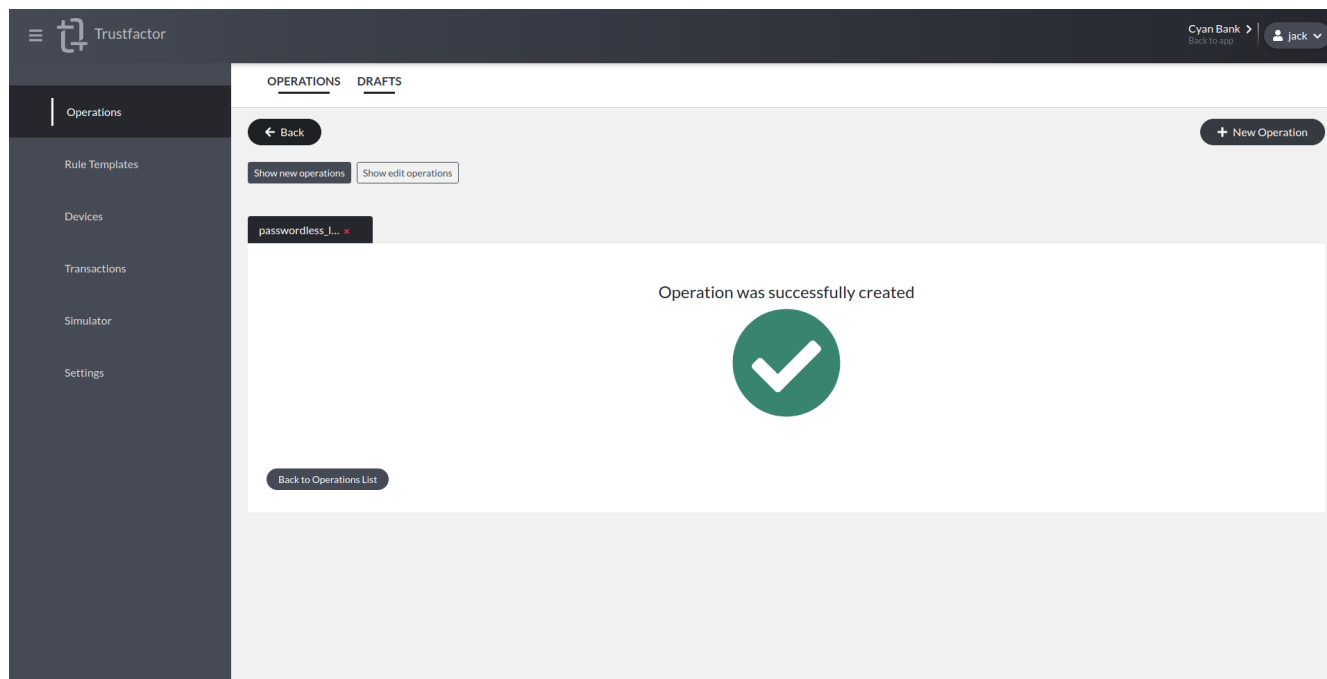 Trustfactor
Cyan Bank
Back to app
jack
Operations
Rule Templates
Devices
Transactions
Simulator
Settings
OPERATIONS DRAFTS
Back
+ New Operation
Show new operations Show edit operations
passwordless_l... ×
Operation was successfully created
Back to Operations List